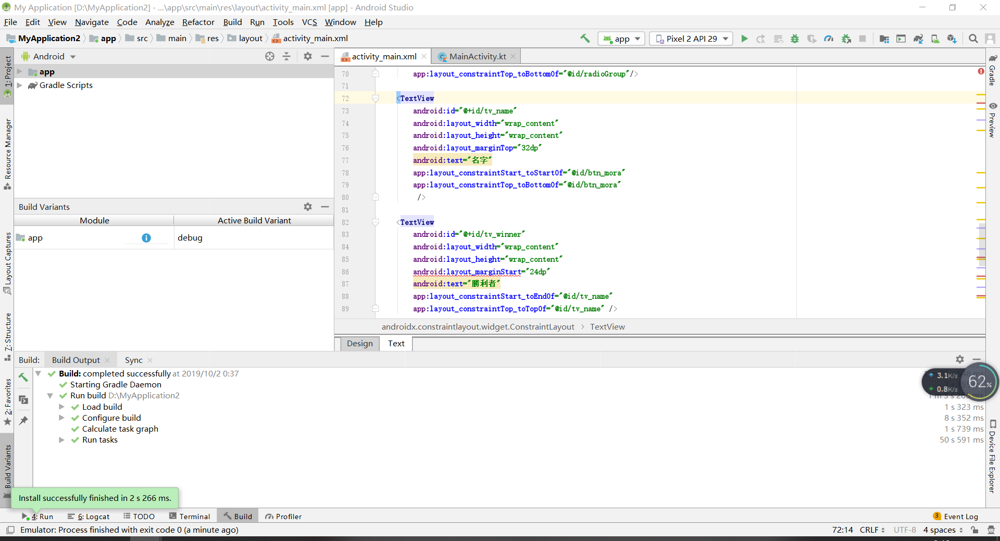 My Application [D:\MyApplication2] - ...\app\src\main\res\layout\activity_main.xml [app] - Android Studio
File Edit View Navigate Code Analyze Refactor Build Run Tools VCS Window Help
MyApplication2 app src main res layout activity_main.xml app Pixel 2 API 29
Android
app
Gradle Scripts
1: Project
Resource Manager
Layout Captures
7: Structure
2: Favorites
Build Variants
Build Variants
Module Active Build Variant
app debug
activity_main.xml MainActivity.kt
70 app:layout_constraintTop_toBottomOf="@id/radioGroup"/>
71
72 <TextView
73 android:id="@+id/tv_name"
74 android:layout_width="wrap_content"
75 android:layout_height="wrap_content"
76 android:layout_marginTop="32dp"
77 android:text="名字"
78 app:layout_constraintStart_toStartOf="@id/btn_mora"
79 app:layout_constraintTop_toBottomOf="@id/btn_mora"
80 />
81
82 <TextView
83 android:id="@+id/tv_winner"
84 android:layout_width="wrap_content"
85 android:layout_height="wrap_content"
86 android:layout_marginStart="24dp"
87 android:text="勝利者"
88 app:layout_constraintStart_toEndOf="@id/tv_name"
89 app:layout_constraintTop_toTopOf="@id/tv_name" />
androidx.constraintlayout.widget.ConstraintLayout › TextView
Design Text
Gradle
Preview
Device File Explorer
Build: Build Output Sync
Build: completed successfully at 2019/10/2 0:37
Starting Gradle Daemon
Run build D:\MyApplication2
Load build 1 s 323 ms
Configure build 8 s 352 ms
Calculate task graph 1 s 739 ms
Run tasks 50 s 591 ms
3.1K/s
0.8K/s
62%
Install successfully finished in 2 s 266 ms.
4: Run 6: Logcat TODO Terminal Build Profiler 3 Event Log
Emulator: Process finished with exit code 0 (a minute ago) 72:14 CRLF UTF-8 4 spaces